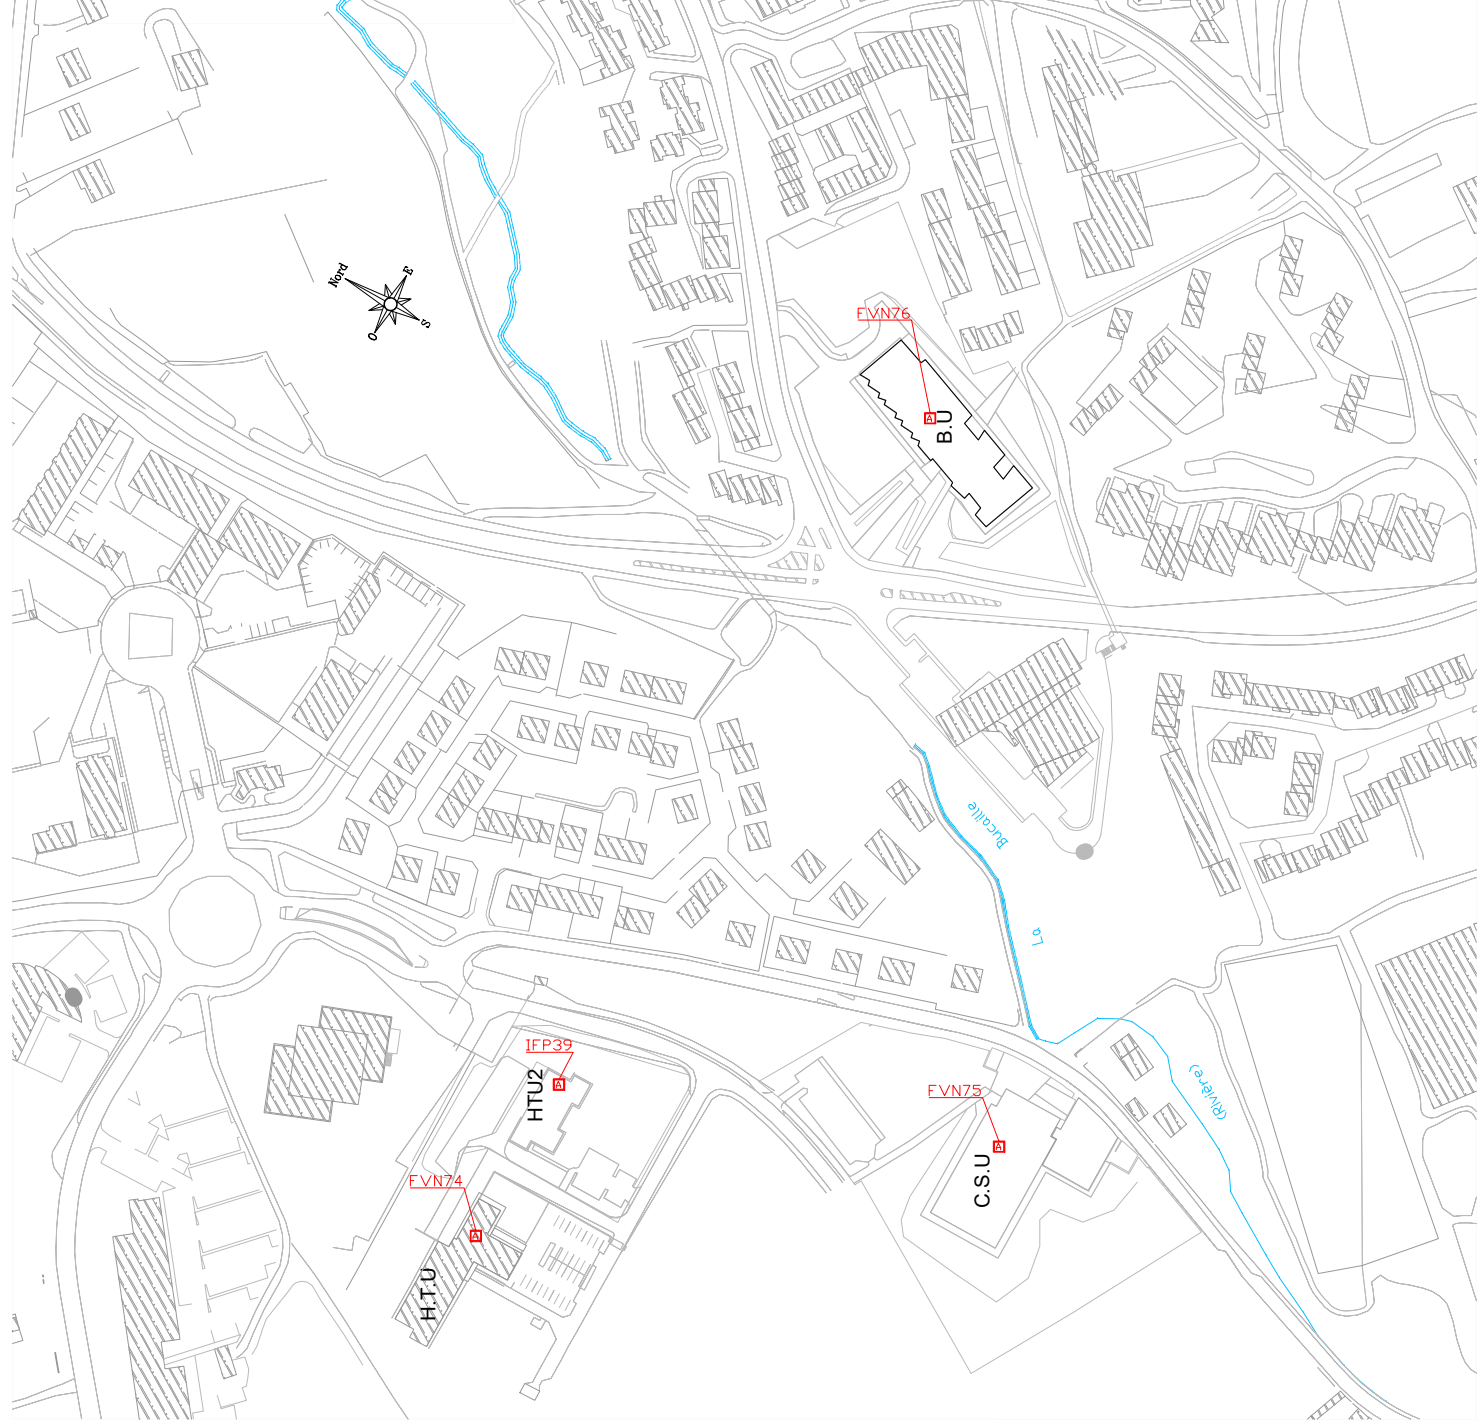 Nord
E
S
O
FVN76
A
B.U
Bucaille
La
IFP39
A
HTU2
FVN75
A
C.S.U
(Rivière)
FVN74
A
H.T.U